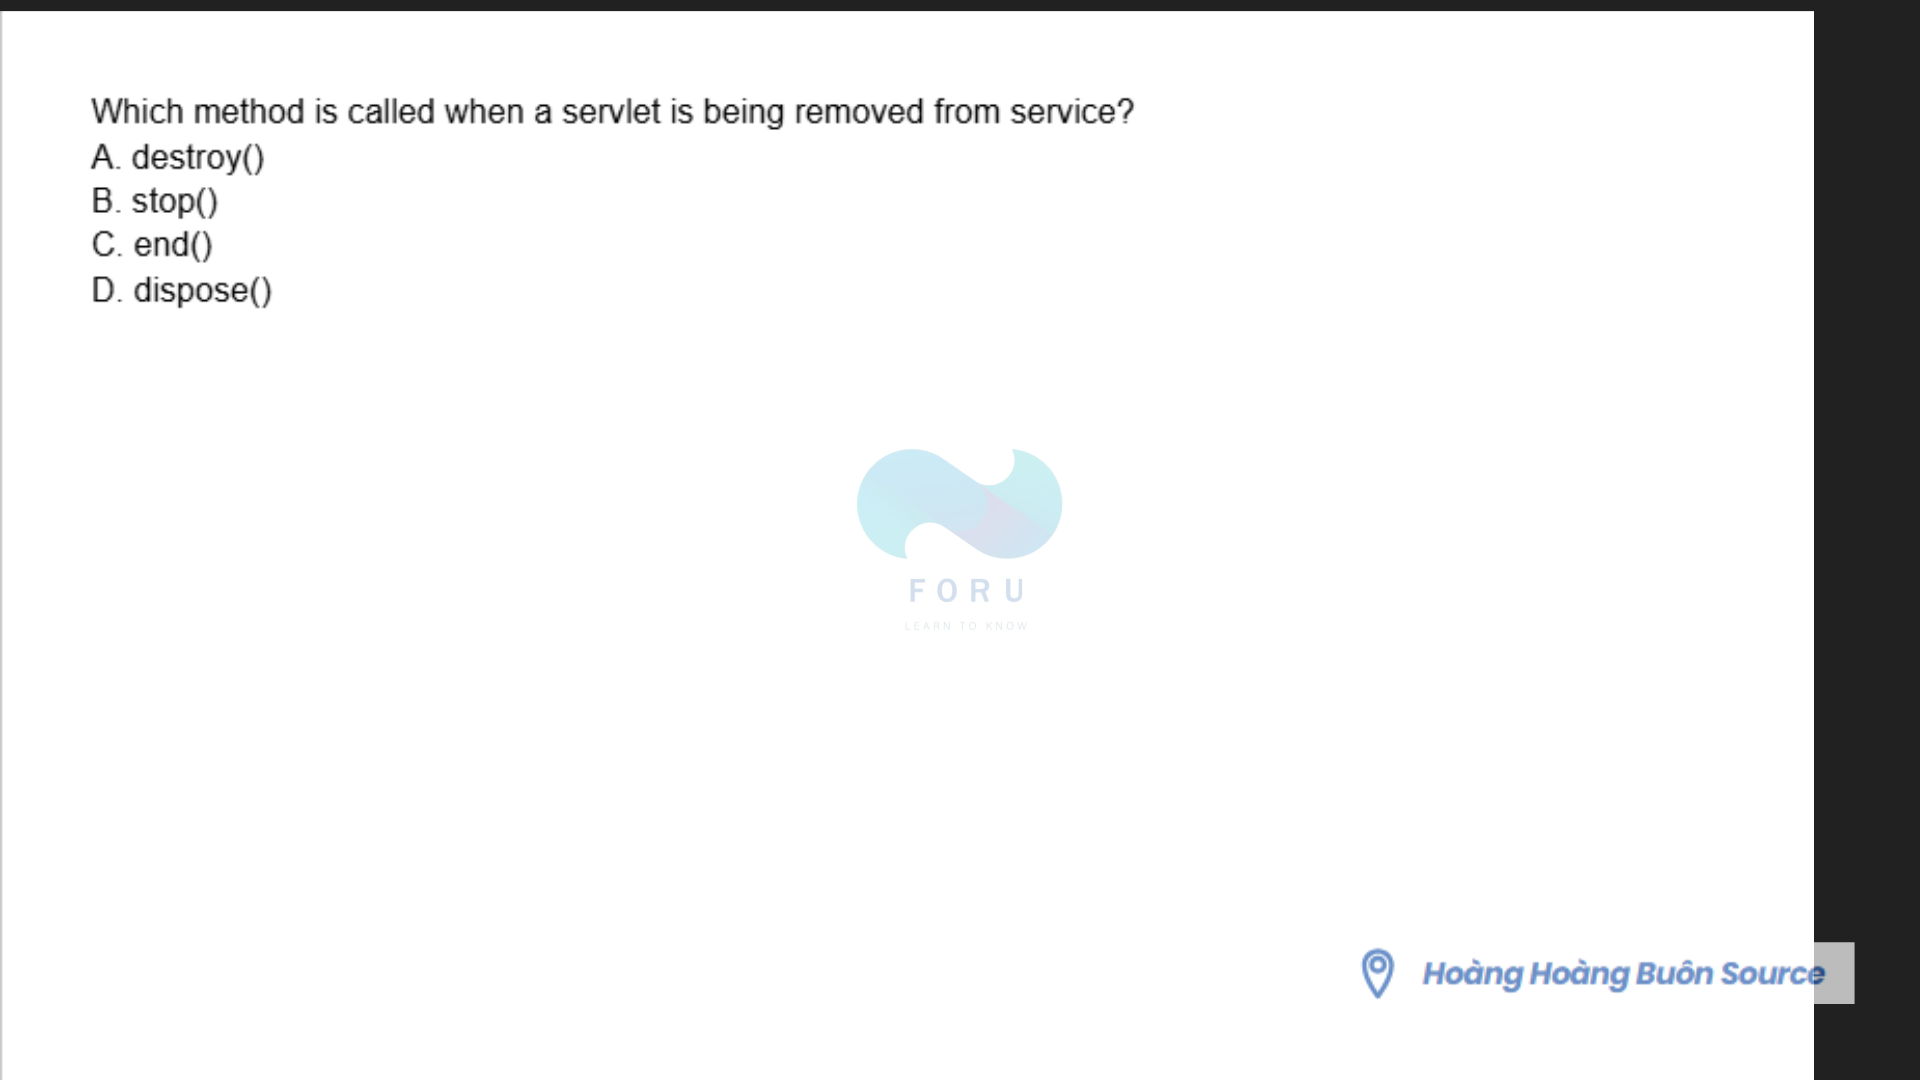 Which method is called when a servlet is being removed from service?
A. destroy()
B. stop()
C. end()
D. dispose()
FORU
LEARN TO KNOW
Hoàng Hoàng Buôn Source